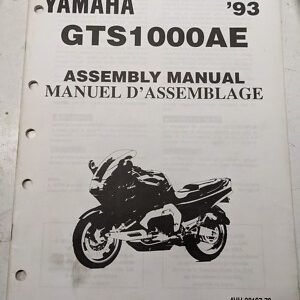 YAMAHA '93
GTS1000AE
ASSEMBLY MANUAL
MANUEL D'ASSEMBLAGE